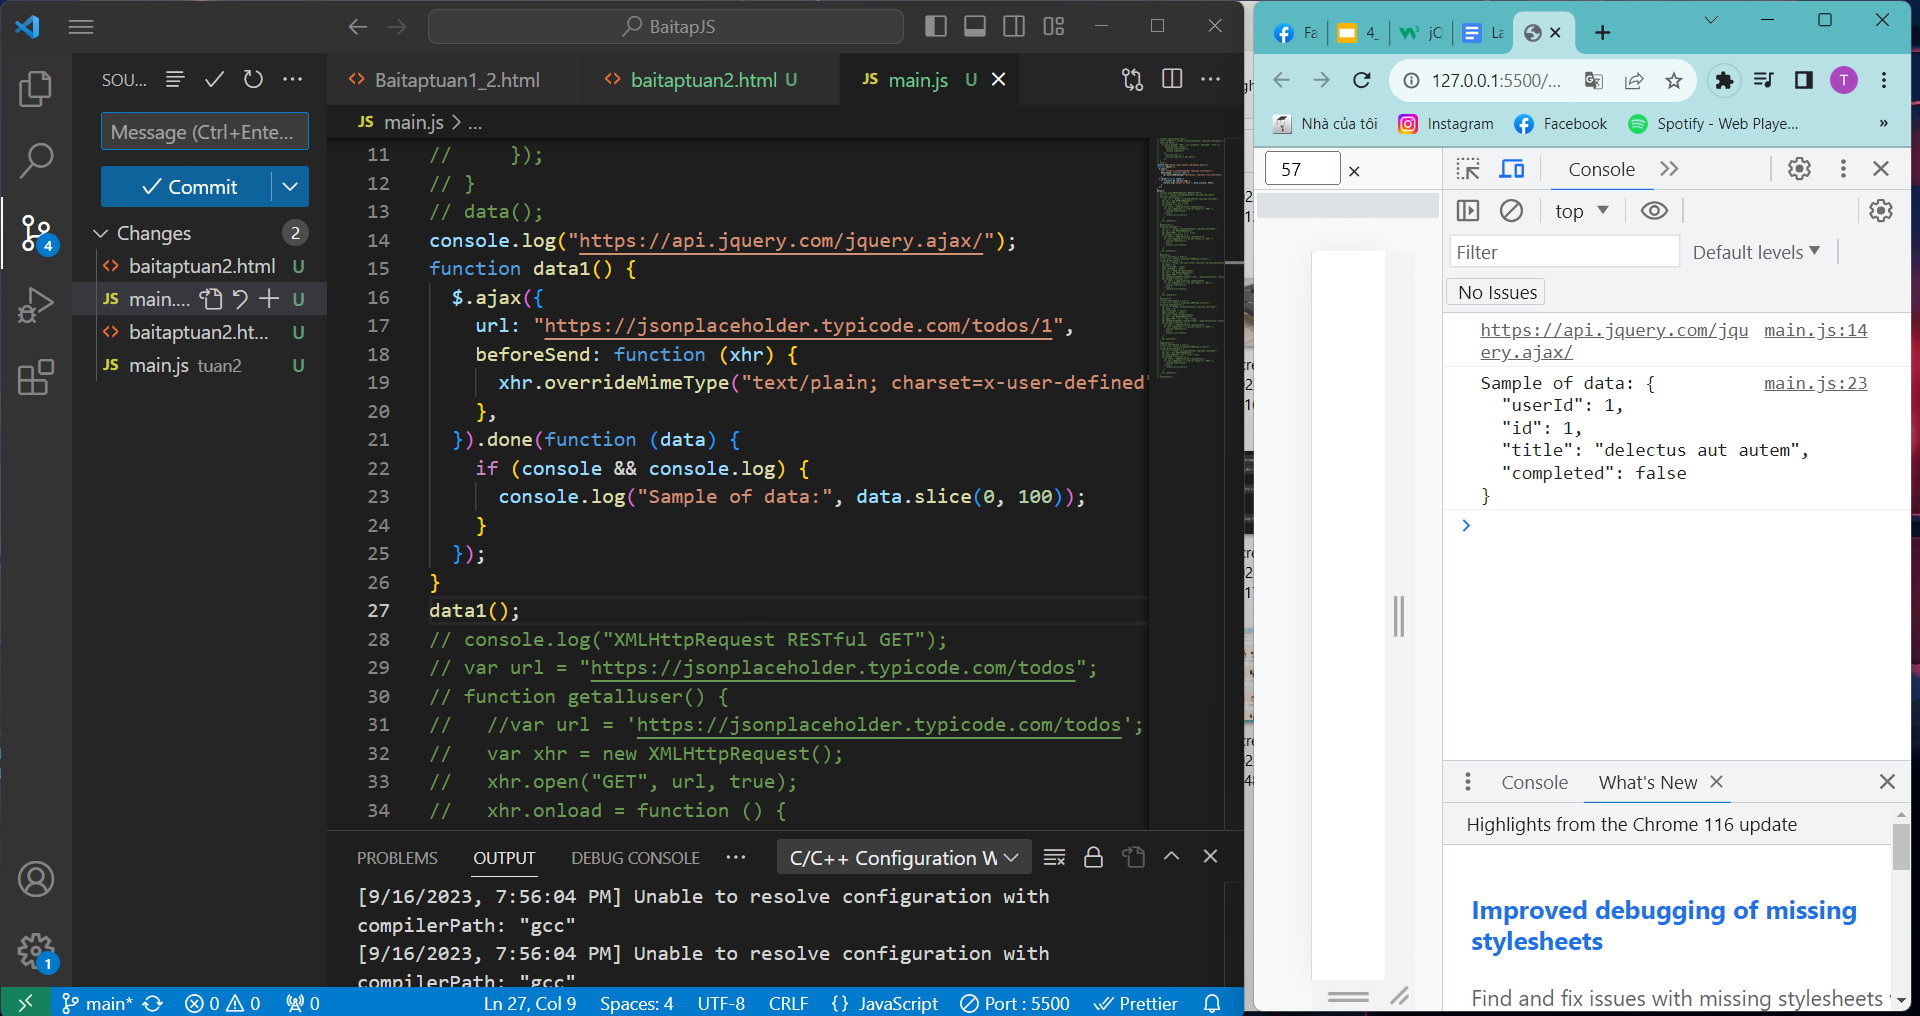 BaitapJS
SOU...
Message (Ctrl+Ente...
Commit
Changes
2
baitaptuan2.html U
main.... U
baitaptuan2.ht... U
main.js tuan2 U
4
1
Baitaptuan1_2.html
baitaptuan2.html U
JS main.js U
JS main.js > ...
11 //     });
12 // }
13 // data();
14 console.log("https://api.jquery.com/jquery.ajax/");
15 function data1() {
16   $.ajax({
17     url: "https://jsonplaceholder.typicode.com/todos/1",
18     beforeSend: function (xhr) {
19       xhr.overrideMimeType("text/plain; charset=x-user-defined"
20     },
21   }).done(function (data) {
22     if (console && console.log) {
23       console.log("Sample of data:", data.slice(0, 100));
24     }
25   });
26 }
27 data1();
28 // console.log("XMLHttpRequest RESTful GET");
29 // var url = "https://jsonplaceholder.typicode.com/todos";
30 // function getalluser() {
31 //   //var url = 'https://jsonplaceholder.typicode.com/todos';
32 //   var xhr = new XMLHttpRequest();
33 //   xhr.open("GET", url, true);
34 //   xhr.onload = function () {
PROBLEMS OUTPUT DEBUG CONSOLE ... C/C++ Configuration W
[9/16/2023, 7:56:04 PM] Unable to resolve configuration with
compilerPath: "gcc"
[9/16/2023, 7:56:04 PM] Unable to resolve configuration with
compilerPath: "gcc"
main* 0 0 0 Ln 27, Col 9 Spaces: 4 UTF-8 CRLF {} JavaScript Port : 5500 Prettier
Fa 4_ jC La
127.0.0.1:5500/... T
Nhà của tôi Instagram Facebook Spotify - Web Playe... »
57 ×
Console
top
Filter Default levels
No Issues
https://api.jquery.com/jqu main.js:14
ery.ajax/
Sample of data: { main.js:23
  "userId": 1,
  "id": 1,
  "title": "delectus aut autem",
  "completed": false
}
Console What's New
Highlights from the Chrome 116 update
Improved debugging of missing
stylesheets
Find and fix issues with missing stylesheets